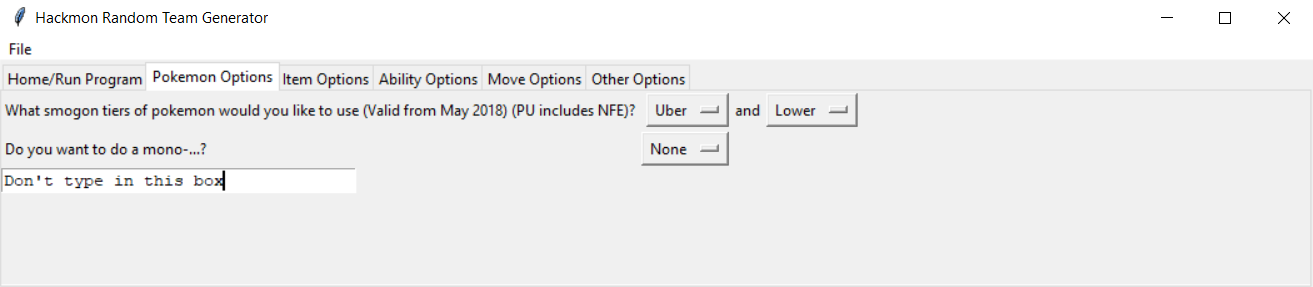 Hackmon Random Team Generator
File
Home/Run Program Pokemon Options Item Options Ability Options Move Options Other Options
What smogon tiers of pokemon would you like to use (Valid from May 2018) (PU includes NFE)? Uber and Lower
Do you want to do a mono-...? None
Don't type in this box